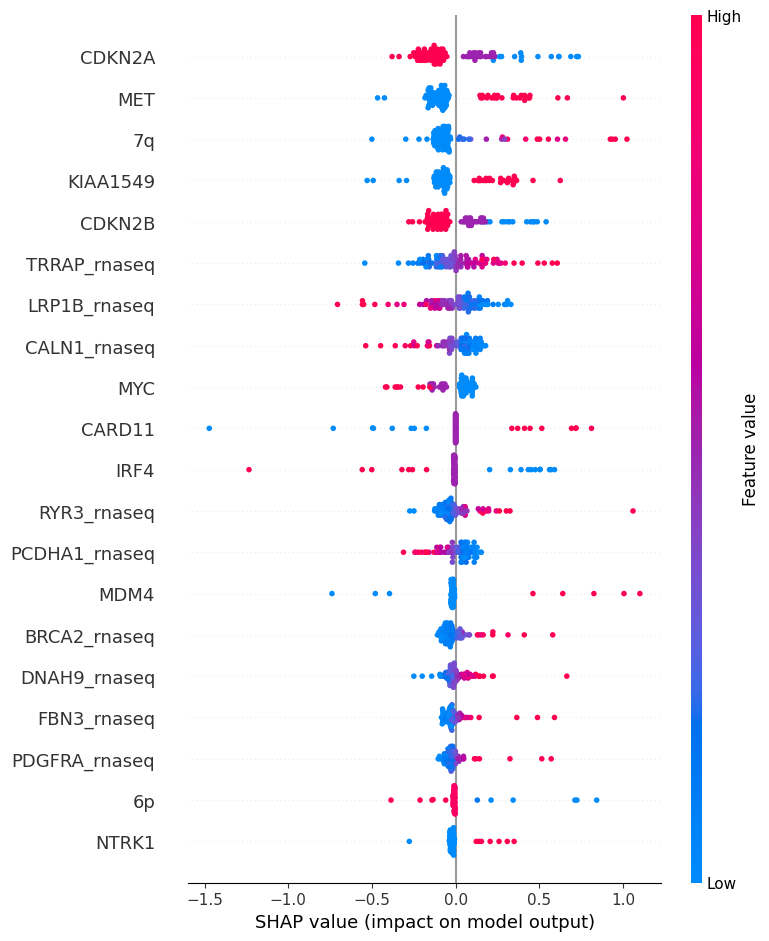 CDKN2A
MET
7q
KIAA1549
CDKN2B
TRRAP_rnaseq
LRP1B_rnaseq
CALN1_rnaseq
MYC
CARD11
IRF4
RYR3_rnaseq
PCDHA1_rnaseq
MDM4
BRCA2_rnaseq
DNAH9_rnaseq
FBN3_rnaseq
PDGFRA_rnaseq
6p
NTRK1
−1.5 −1.0 −0.5 0.0 0.5 1.0
SHAP value (impact on model output)
High
Feature value
Low